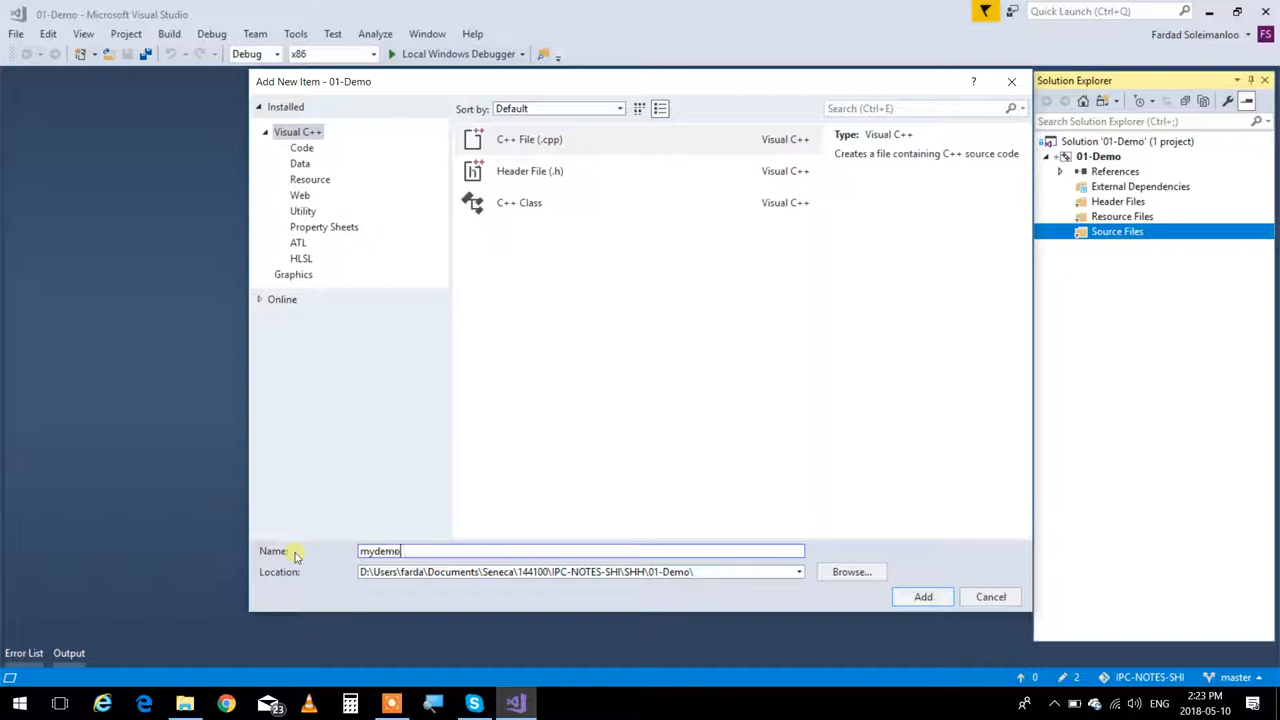 01-Demo - Microsoft Visual Studio
Quick Launch (Ctrl+Q)
File Edit View Project Build Debug Team Tools Test Analyze Window Help
Fardad Soleimanloo FS
Debug x86 Local Windows Debugger
Add New Item - 01-Demo
?
Solution Explorer
Installed
Sort by: Default
Search (Ctrl+E)
Search Solution Explorer (Ctrl+;)
Visual C++
Code
Data
Resource
Web
Utility
Property Sheets
ATL
HLSL
Graphics
Online
C++ File (.cpp) Visual C++
Header File (.h) Visual C++
C++ Class Visual C++
Type: Visual C++
Creates a file containing C++ source code
Solution '01-Demo' (1 project)
01-Demo
References
External Dependencies
Header Files
Resource Files
Source Files
Name: mydemo
Location: D:\Users\farda\Documents\Seneca\144100\IPC-NOTES-SHI\SHH\01-Demo\
Browse...
Add Cancel
Error List Output
0 2 IPC-NOTES-SHI master
23
ENG
2:23 PM
2018-05-10